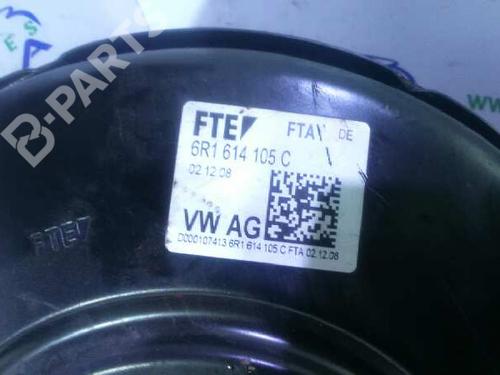 B-PARTS
FTE
FTA DE
6R1 614 105 C
02.12.08
VW AG
D000107413 6R1 614 105 C FTA 02.12.08
FTE